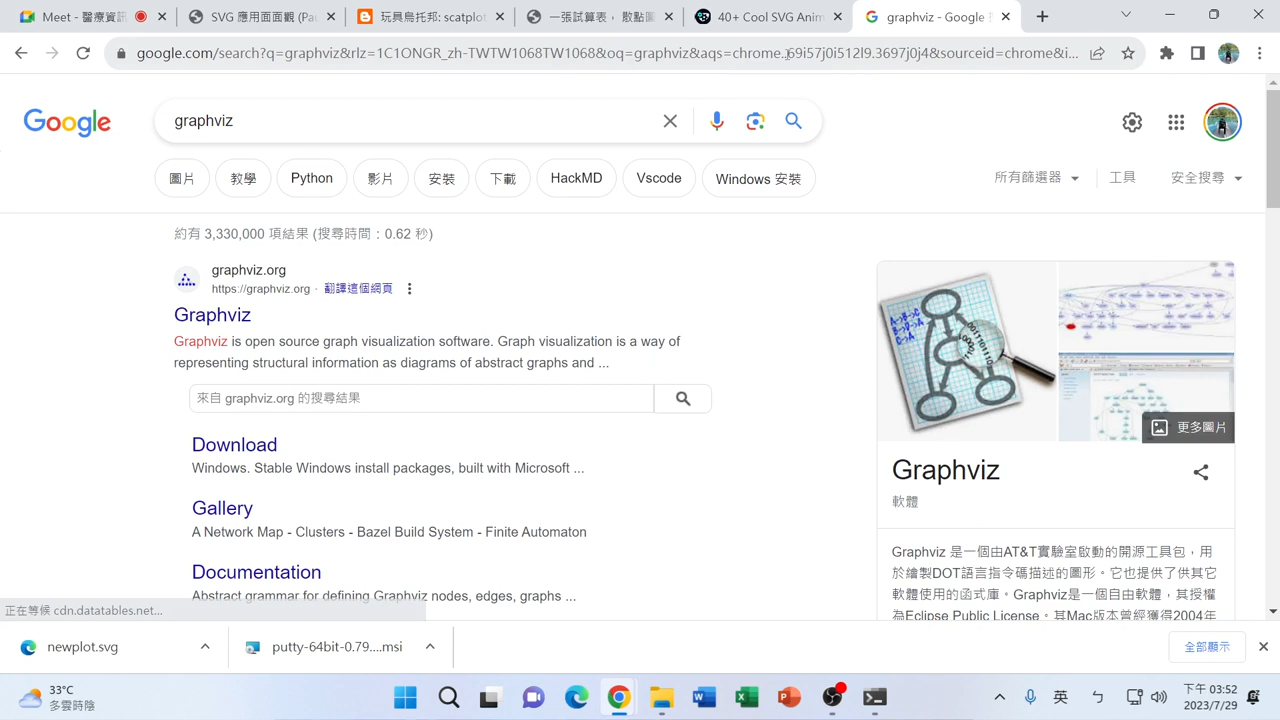 Meet - 醫療資訊
SVG 應用面面觀 (Pau
玩具烏托邦: scatplot
一張試算表，散點圖
40+ Cool SVG Anim
graphviz - Google
google.com/search?q=graphviz&rlz=1C1ONGR_zh-TWTW1068TW1068&oq=graphviz&aqs=chrome..69i57j0i512l9.3697j0j4&sourceid=chrome&i...
Google
graphviz
圖片
教學
Python
影片
安裝
下載
HackMD
Vscode
Windows 安裝
所有篩選器
工具
安全搜尋
約有 3,330,000 項結果 (搜尋時間：0.62 秒)
graphviz.org
https://graphviz.org · 翻譯這個網頁
Graphviz
Graphviz is open source graph visualization software. Graph visualization is a way of
representing structural information as diagrams of abstract graphs and ...
來自 graphviz.org 的搜尋結果
Download
Windows. Stable Windows install packages, built with Microsoft ...
Gallery
A Network Map - Clusters - Bazel Build System - Finite Automaton
Documentation
Abstract grammar for defining Graphviz nodes, edges, graphs ...
更多圖片
Graphviz
軟體
Graphviz 是一個由AT&T實驗室啟動的開源工具包，用
於繪製DOT語言指令碼描述的圖形。它也提供了供其它
軟體使用的函式庫。Graphviz是一個自由軟體，其授權
為Eclipse Public License。其Mac版本曾經獲得2004年
正在等候 cdn.datatables.net...
newplot.svg
putty-64bit-0.79....msi
全部顯示
33°C
多雲時陰
英
ㄅ
下午 03:52
2023/7/29